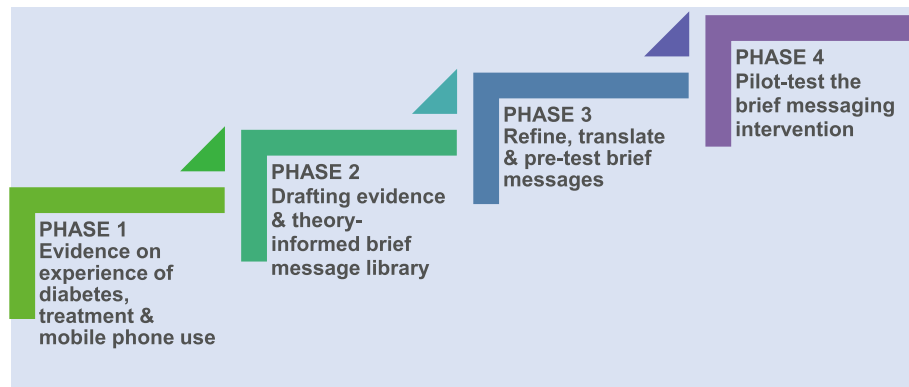 PHASE 1
Evidence on
experience of
diabetes,
treatment &
mobile phone use
PHASE 2
Drafting evidence
& theory-
informed brief
message library
PHASE 3
Refine, translate
& pre-test brief
messages
PHASE 4
Pilot-test the
brief messaging
intervention